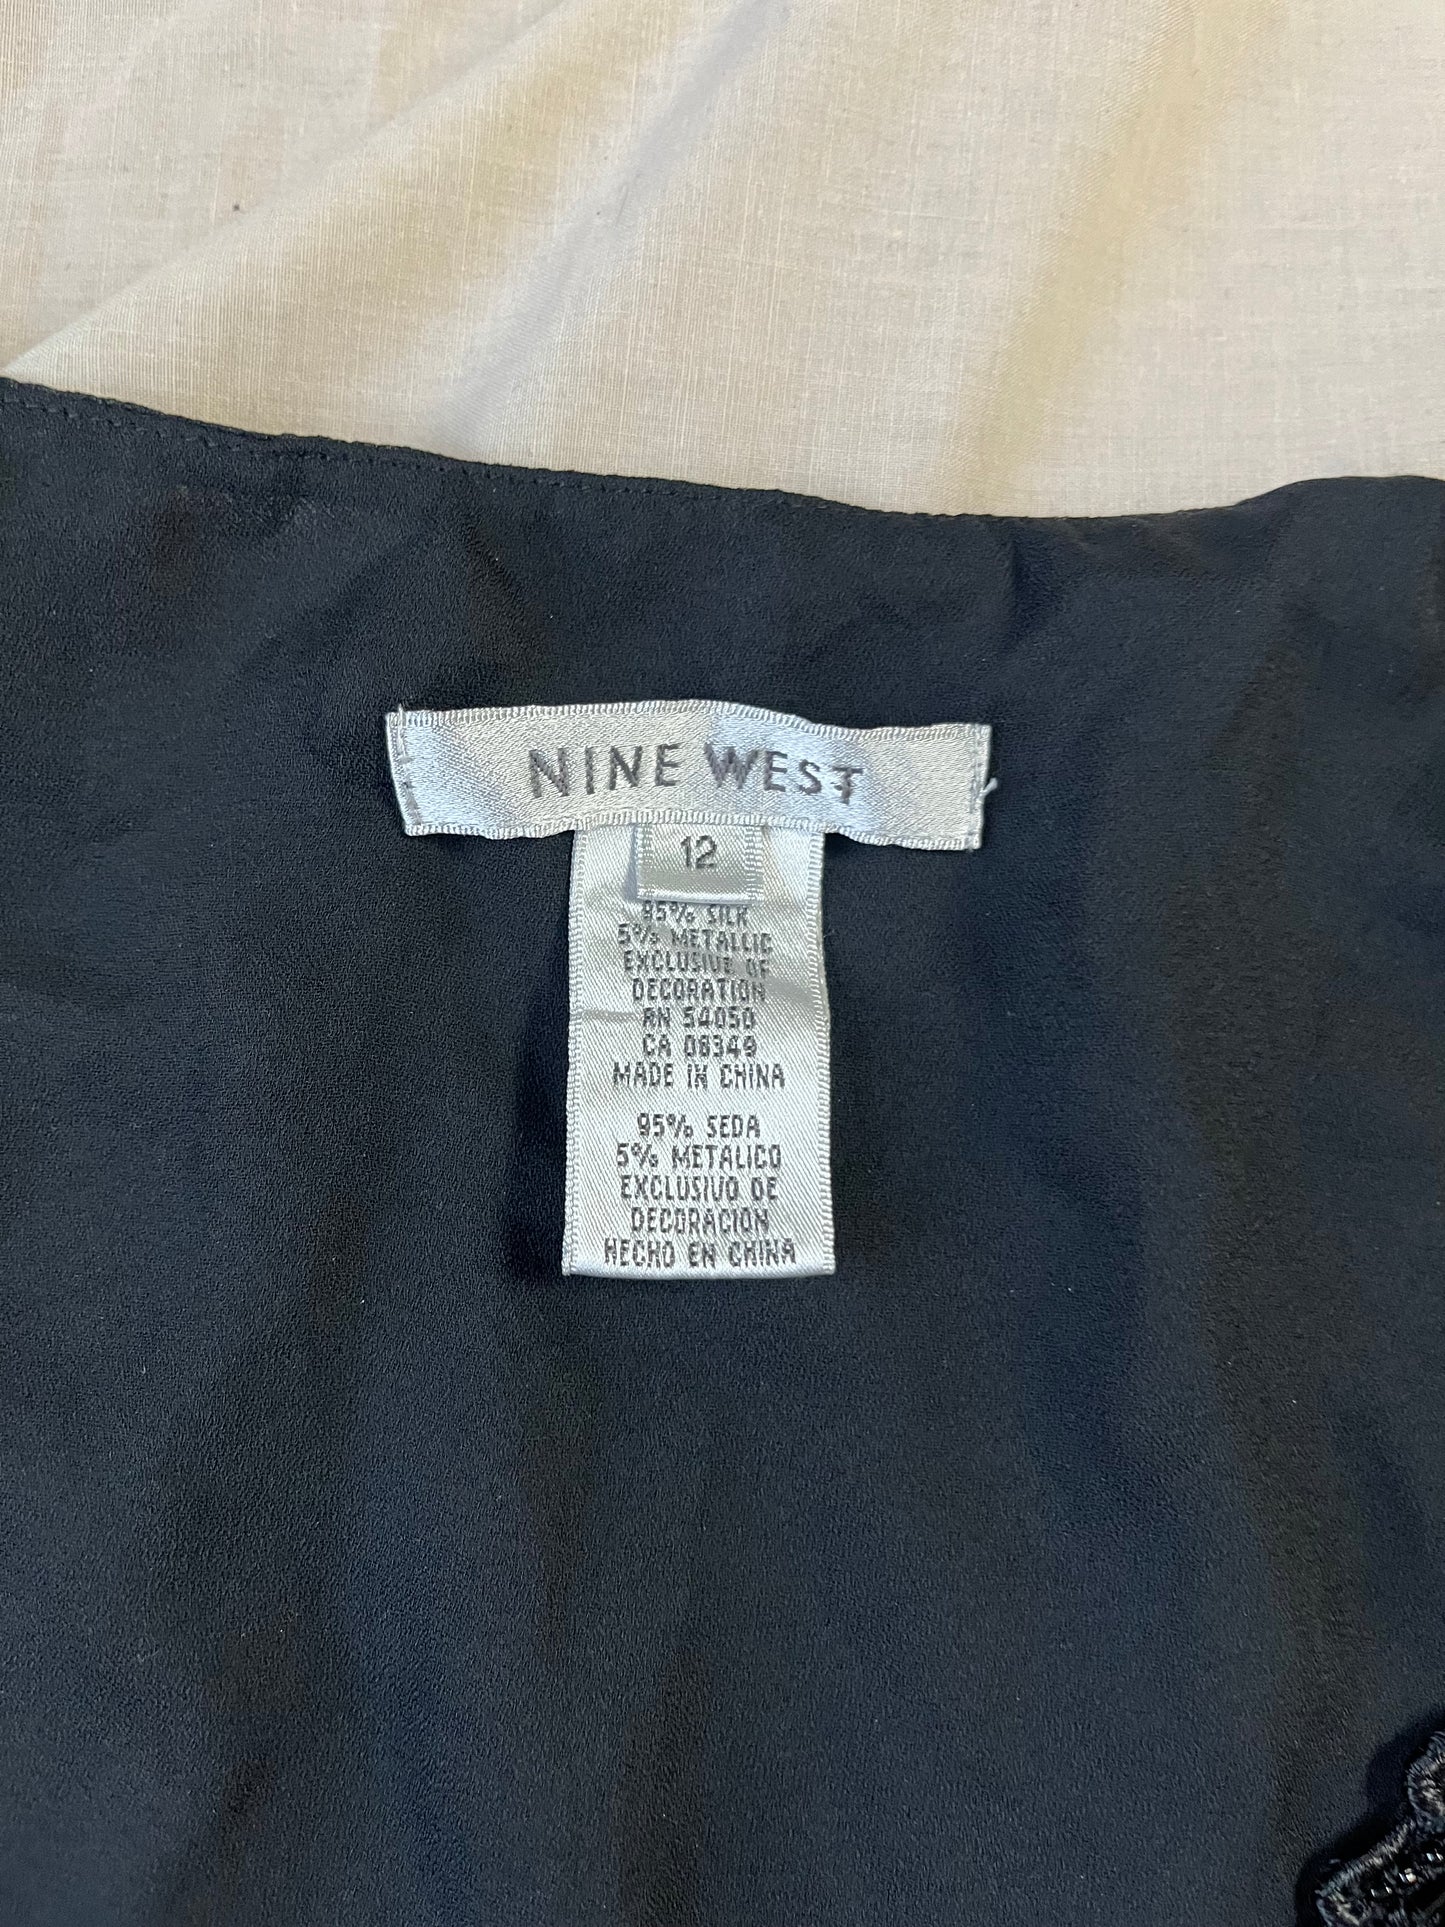 NINE WEST
12
95% SILK
5% METALLIC
EXCLUSIVE OF
DECORATION
RN 54050
CA 08349
MADE IN CHINA
95% SEDA
5% METALICO
EXCLUSIVO DE
DECORACION
HECHO EN CHINA